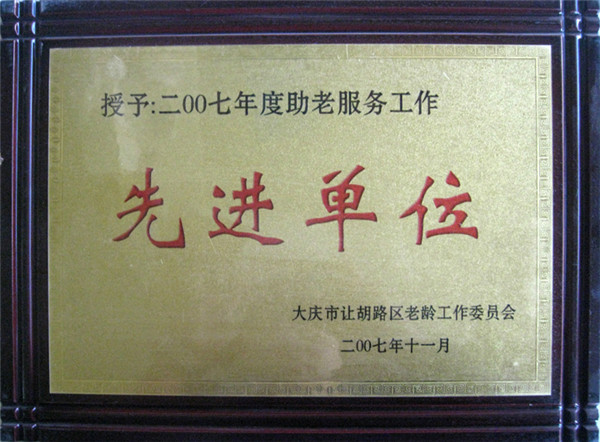 授予:二00七年度助老服务工作
先进单位
大庆市让胡路区老龄工作委员会
二00七年十一月